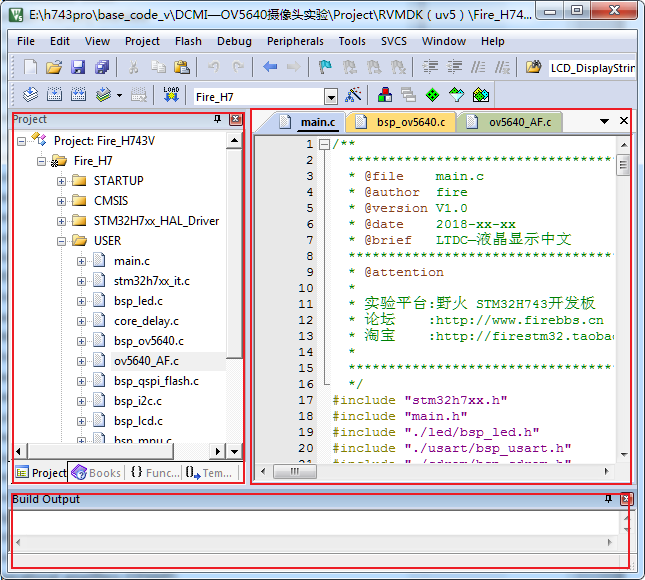 E:\h743pro\base_code_v\DCMI—OV5640摄像头实验\Project\RVMDK（uv5）\Fire_H74...
File Edit View Project Flash Debug Peripherals Tools SVCS Window Help
LCD_DisplayStrin
LOAD
Fire_H7
Project
Project: Fire_H743V
Fire_H7
STARTUP
CMSIS
STM32H7xx_HAL_Driver
USER
main.c
stm32h7xx_it.c
bsp_led.c
core_delay.c
bsp_ov5640.c
ov5640_AF.c
bsp_qspi_flash.c
bsp_i2c.c
bsp_lcd.c
bsp_mpu.c
Project Books {} Func... {}→ Tem...
main.c bsp_ov5640.c ov5640_AF.c
1 /**
2 **********************************
3 * @file main.c
4 * @author fire
5 * @version V1.0
6 * @date 2018-xx-xx
7 * @brief LTDC—液晶显示中文
8 **********************************
9 * @attention
10 *
11 * 实验平台:野火 STM32H743开发板
12 * 论坛 :http://www.firebbs.cn
13 * 淘宝 :http://firestm32.taoba
14 *
15 **********************************
16 */
17 #include "stm32h7xx.h"
18 #include "main.h"
19 #include "./led/bsp_led.h"
20 #include "./usart/bsp_usart.h"
21 #include "./sdram/bsp_sdram.h"
Build Output